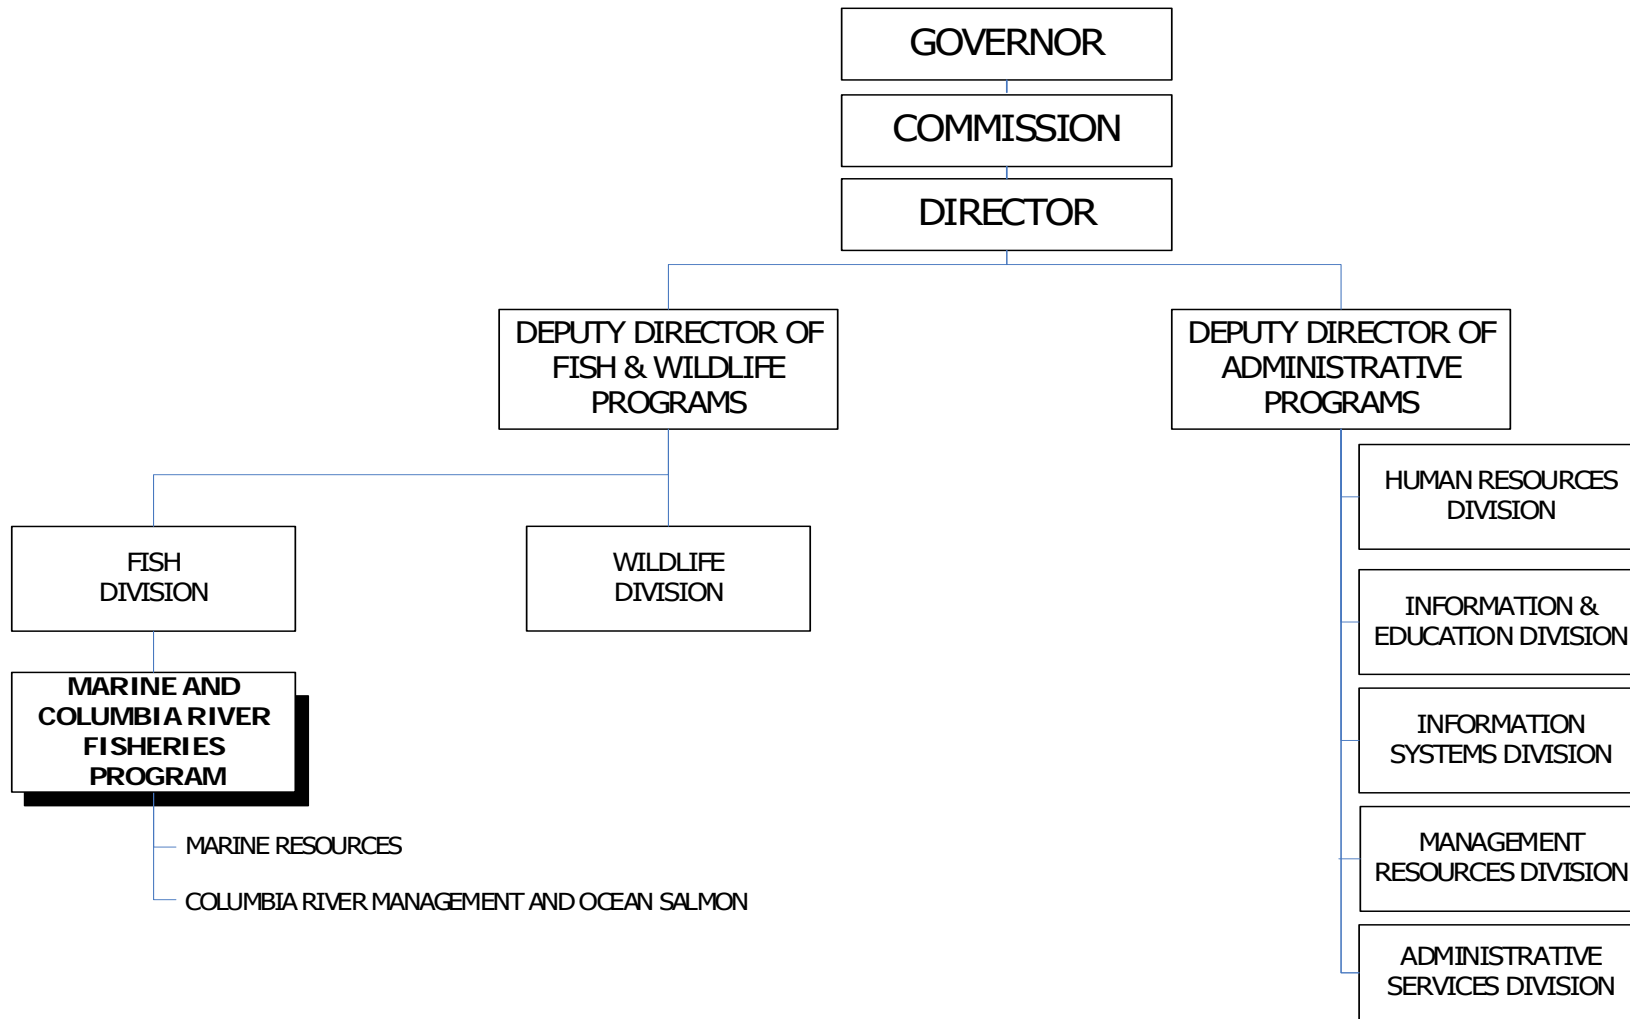 GOVERNOR
COMMISSION
DIRECTOR
DEPUTY DIRECTOR OF
FISH & WILDLIFE
PROGRAMS
DEPUTY DIRECTOR OF
ADMINISTRATIVE
PROGRAMS
FISH
DIVISION
WILDLIFE
DIVISION
MARINE AND
COLUMBIA RIVER
FISHERIES
PROGRAM
MARINE RESOURCES
COLUMBIA RIVER MANAGEMENT AND OCEAN SALMON
HUMAN RESOURCES
DIVISION
INFORMATION &
EDUCATION DIVISION
INFORMATION
SYSTEMS DIVISION
MANAGEMENT
RESOURCES DIVISION
ADMINISTRATIVE
SERVICES DIVISION